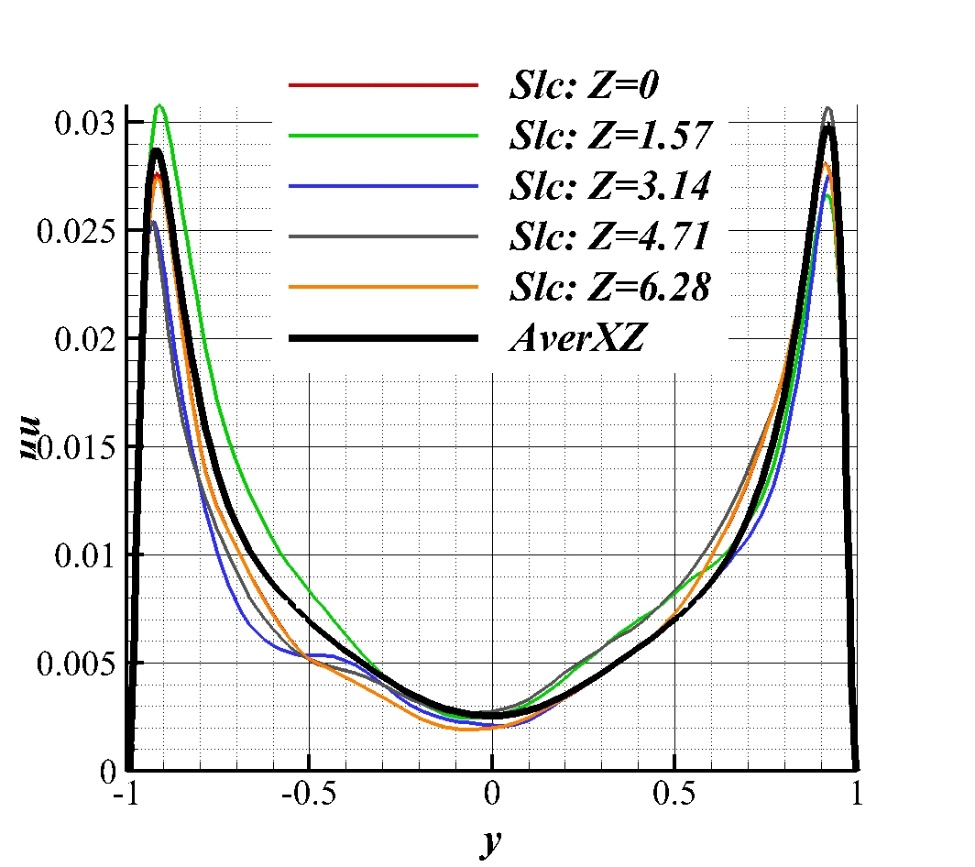 Slc: Z=0
Slc: Z=1.57
Slc: Z=3.14
Slc: Z=4.71
Slc: Z=6.28
AverXZ
0.03
0.025
0.02
0.015
0.01
0.005
0
uu
-1
-0.5
0
0.5
1
y